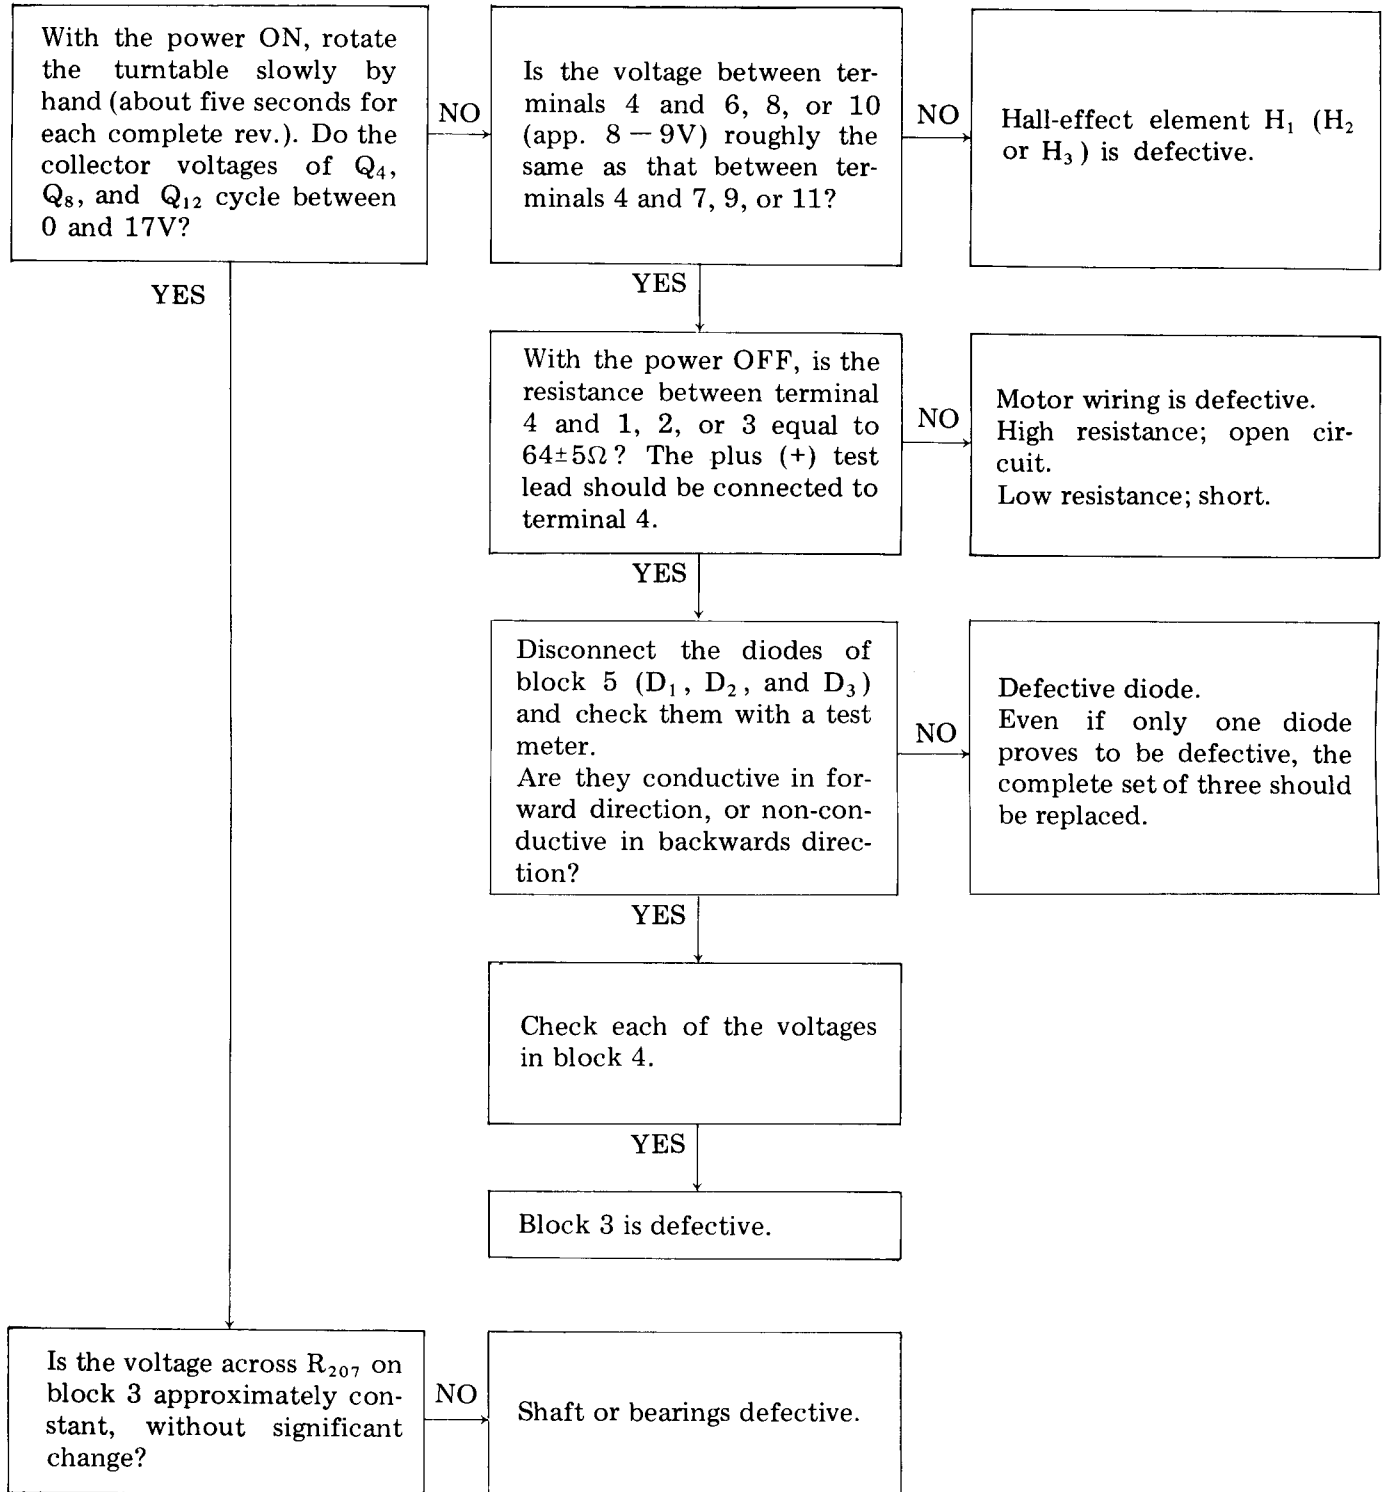 With the power ON, rotate
the turntable slowly by
hand (about five seconds for
each complete rev.). Do the
collector voltages of Q₄,
Q₈, and Q₁₂ cycle between
0 and 17V?
NO
Is the voltage between ter-
minals 4 and 6, 8, or 10
(app. 8 – 9V) roughly the
same as that between ter-
minals 4 and 7, 9, or 11?
NO
Hall-effect element H₁ (H₂
or H₃) is defective.
YES
YES
With the power OFF, is the
resistance between terminal
4 and 1, 2, or 3 equal to
64±5Ω? The plus (+) test
lead should be connected to
terminal 4.
NO
Motor wiring is defective.
High resistance; open cir-
cuit.
Low resistance; short.
YES
Disconnect the diodes of
block 5 (D₁, D₂, and D₃)
and check them with a test
meter.
Are they conductive in for-
ward direction, or non-con-
ductive in backwards direc-
tion?
NO
Defective diode.
Even if only one diode
proves to be defective, the
complete set of three should
be replaced.
YES
Check each of the voltages
in block 4.
YES
Block 3 is defective.
Is the voltage across R₂₀₇ on
block 3 approximately con-
stant, without significant
change?
NO
Shaft or bearings defective.